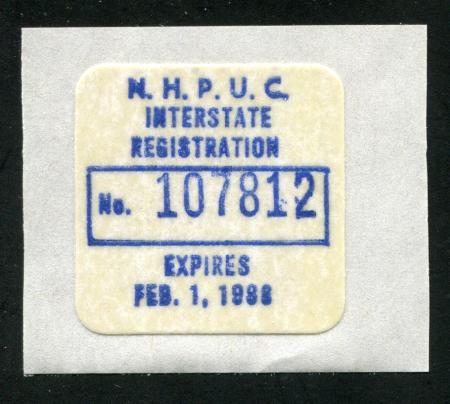 N. H. P. U. C.
INTERSTATE
REGISTRATION
No. 107812
EXPIRES
FEB. 1, 1988